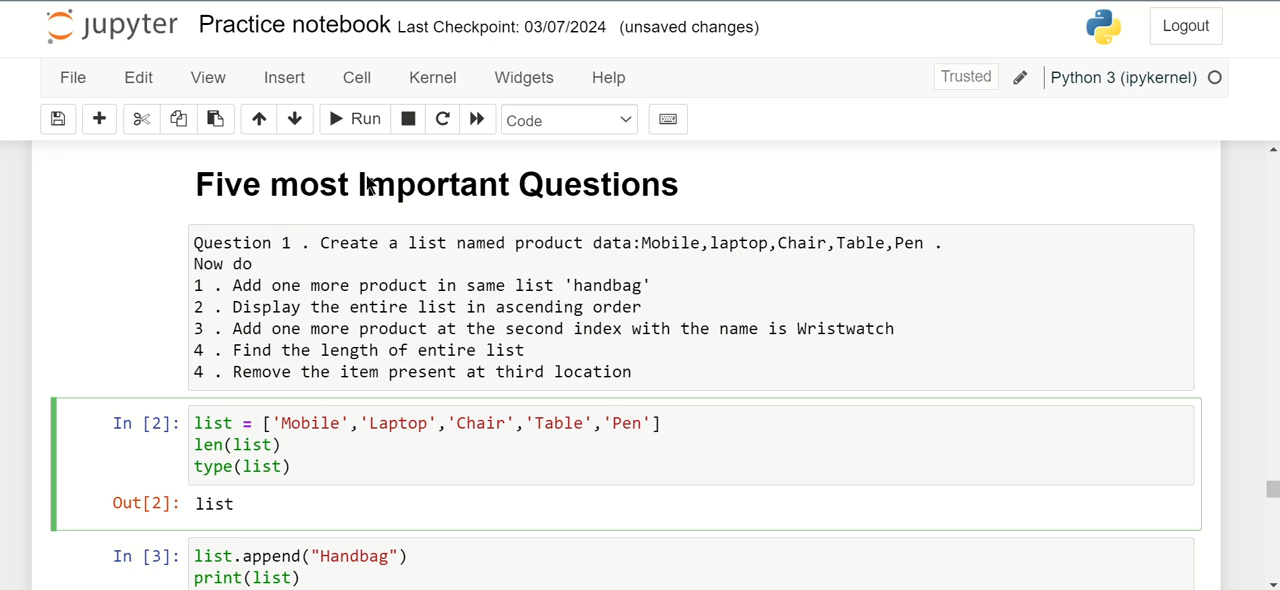 jupyter Practice notebook Last Checkpoint: 03/07/2024 (unsaved changes) Logout
File Edit View Insert Cell Kernel Widgets Help Trusted Python 3 (ipykernel)
Run Code
Five most Important Questions
Question 1 . Create a list named product data:Mobile,laptop,Chair,Table,Pen .
Now do
1 . Add one more product in same list 'handbag'
2 . Display the entire list in ascending order
3 . Add one more product at the second index with the name is Wristwatch
4 . Find the length of entire list
4 . Remove the item present at third location
In [2]: list = ['Mobile','Laptop','Chair','Table','Pen']
len(list)
type(list)
Out[2]: list
In [3]: list.append("Handbag")
print(list)